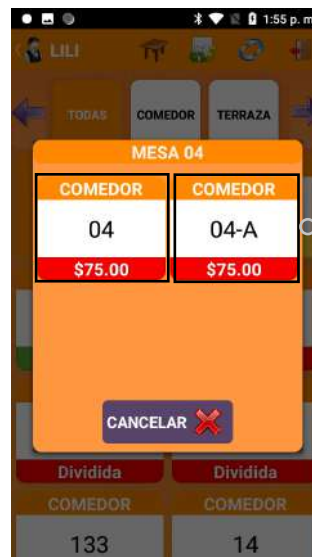 1:55 p. m
LILI
TODAS COMEDOR TERRAZA
MESA 04
COMEDOR COMEDOR
04 04-A
$75.00 $75.00
CANCELAR
Dividida Dividida
COMEDOR COMEDOR
133 14